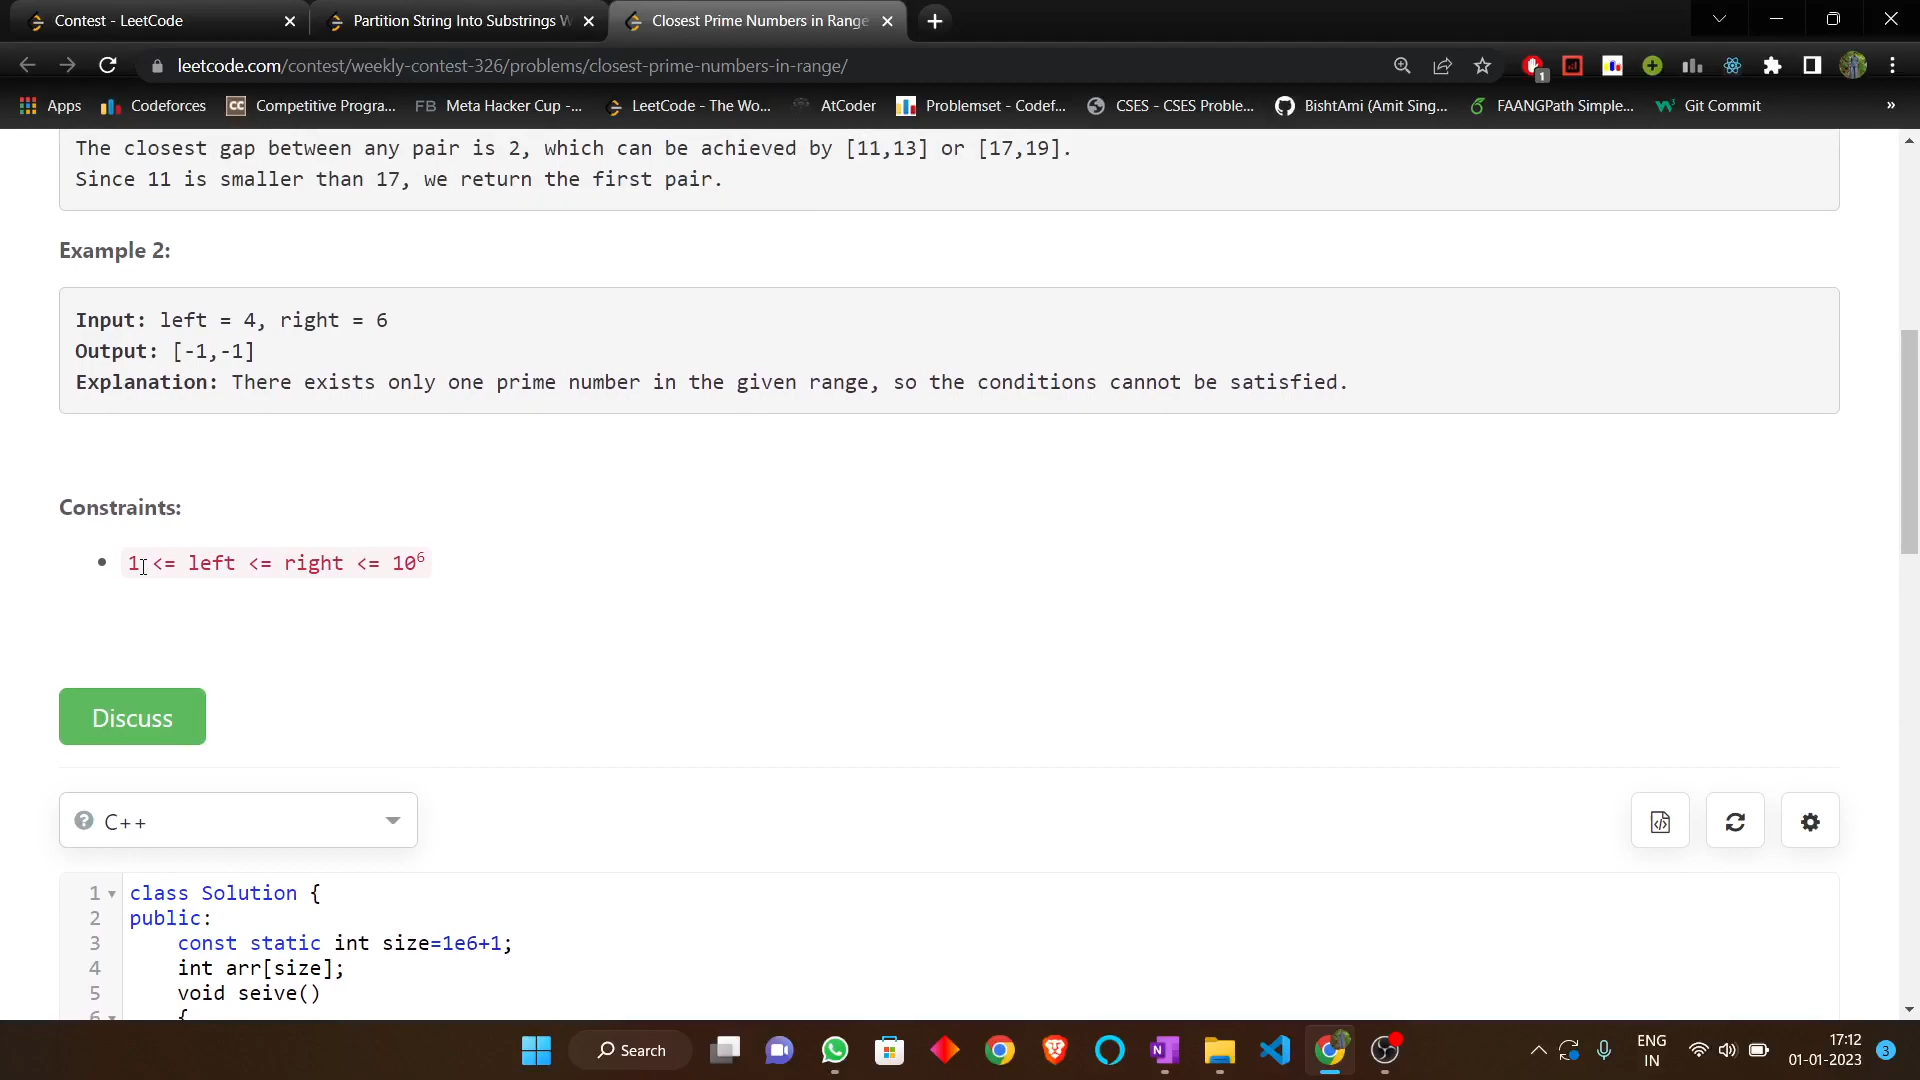 Contest - LeetCode
Partition String Into Substrings W
Closest Prime Numbers in Range
leetcode.com/contest/weekly-contest-326/problems/closest-prime-numbers-in-range/
1
Apps
Codeforces
CC Competitive Progra...
FB Meta Hacker Cup -...
LeetCode - The Wo...
AtCoder
Problemset - Codef...
CSES - CSES Proble...
BishtAmi (Amit Sing...
FAANGPath Simple...
Git Commit
»
The closest gap between any pair is 2, which can be achieved by [11,13] or [17,19].
Since 11 is smaller than 17, we return the first pair.
Example 2:
Input: left = 4, right = 6
Output: [-1,-1]
Explanation: There exists only one prime number in the given range, so the conditions cannot be satisfied.
Constraints:
• 1 <= left <= right <= 10⁶
Discuss
C++
1 class Solution {
2 public:
3 const static int size=1e6+1;
4 int arr[size];
5 void seive()
6 {
Search
ENG
IN
17:12
01-01-2023
3